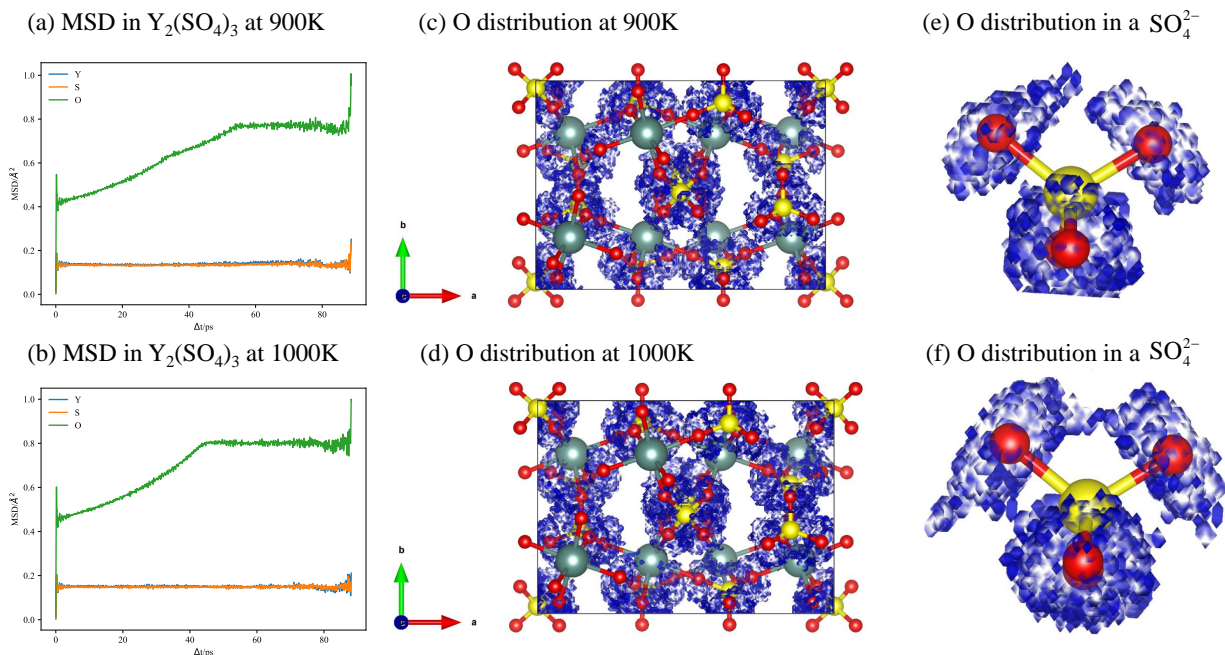 (a) MSD in Y₂(SO₄)₃ at 900K
(c) O distribution at 900K
(e) O distribution in a SO₄²⁻
Y
S
O
1.0
0.8
0.6
0.4
0.2
0.0
MSD/Å²
0
20
40
60
80
Δt/ps
b
a
(b) MSD in Y₂(SO₄)₃ at 1000K
(d) O distribution at 1000K
(f) O distribution in a SO₄²⁻
Y
S
O
1.0
0.8
0.6
0.4
0.2
0.0
MSD/Å²
0
20
40
60
80
Δt/ps
b
a